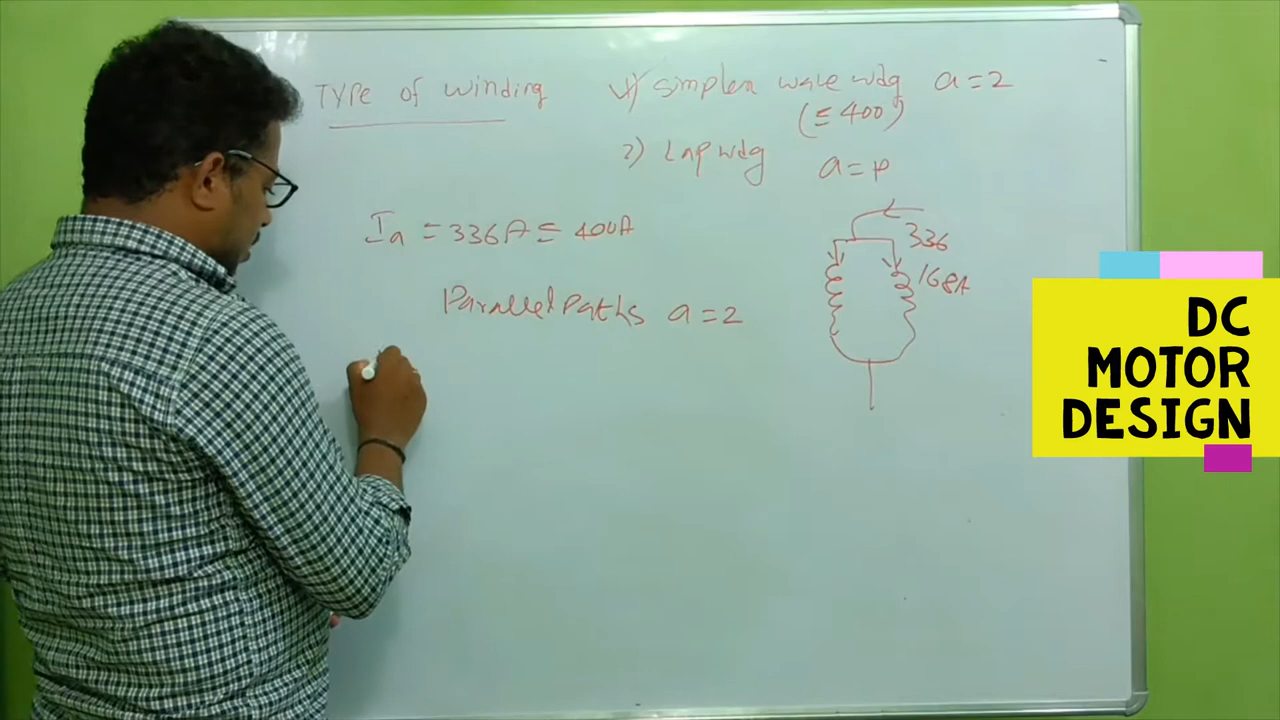 TYPE of winding
1) simplex wave wdg a=2
(≤ 400)
2) Lap wdg a=p
Ia = 336A ≤ 400A
Parallel Paths a=2
336
168A
DC
MOTOR
DESIGN